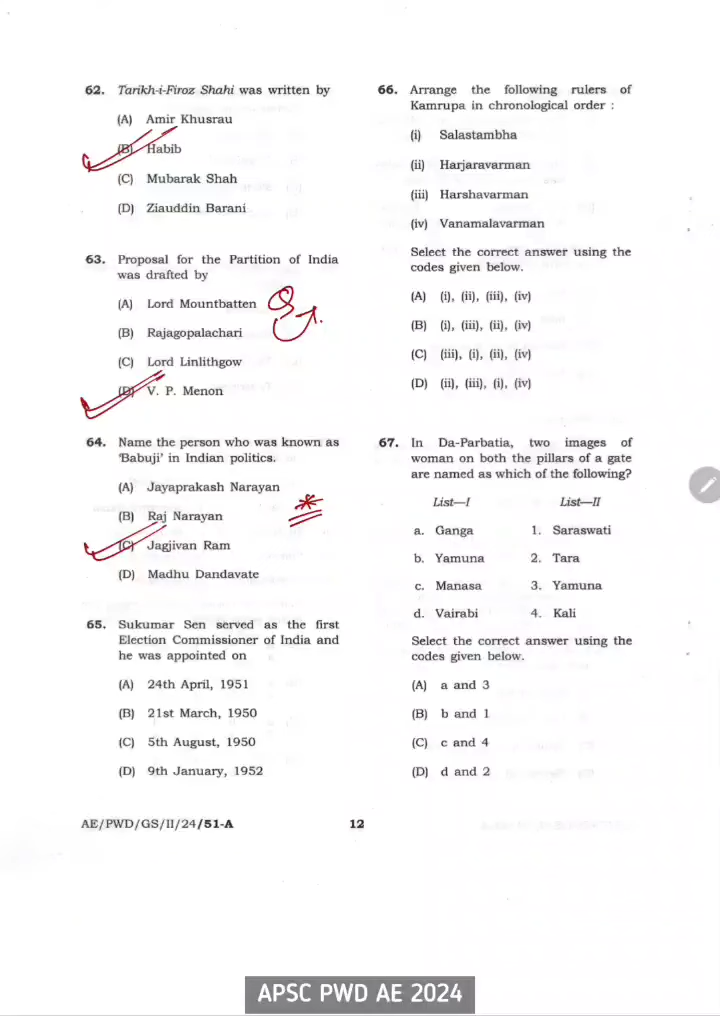 62. Tarikh-i-Firoz Shahi was written by
(A) Amir Khusrau
(B) Habib
(C) Mubarak Shah
(D) Ziauddin Barani
63. Proposal for the Partition of India
was drafted by
(A) Lord Mountbatten
(B) Rajagopalachari
(C) Lord Linlithgow
(D) V. P. Menon
64. Name the person who was known as
‘Babuji’ in Indian politics.
(A) Jayaprakash Narayan
(B) Raj Narayan
(C) Jagjivan Ram
(D) Madhu Dandavate
65. Sukumar Sen served as the first
Election Commissioner of India and
he was appointed on
(A) 24th April, 1951
(B) 21st March, 1950
(C) 5th August, 1950
(D) 9th January, 1952
66. Arrange the following rulers of
Kamrupa in chronological order :
(i) Salastambha
(ii) Harjaravarman
(iii) Harshavarman
(iv) Vanamalavarman
Select the correct answer using the
codes given below.
(A) (i), (ii), (iii), (iv)
(B) (i), (iii), (ii), (iv)
(C) (iii), (i), (ii), (iv)
(D) (ii), (iii), (i), (iv)
67. In Da-Parbatia, two images of
woman on both the pillars of a gate
are named as which of the following?
List—I List—II
a. Ganga 1. Saraswati
b. Yamuna 2. Tara
c. Manasa 3. Yamuna
d. Vairabi 4. Kali
Select the correct answer using the
codes given below.
(A) a and 3
(B) b and 1
(C) c and 4
(D) d and 2
AE/PWD/GS/II/24/51-A 12
APSC PWD AE 2024